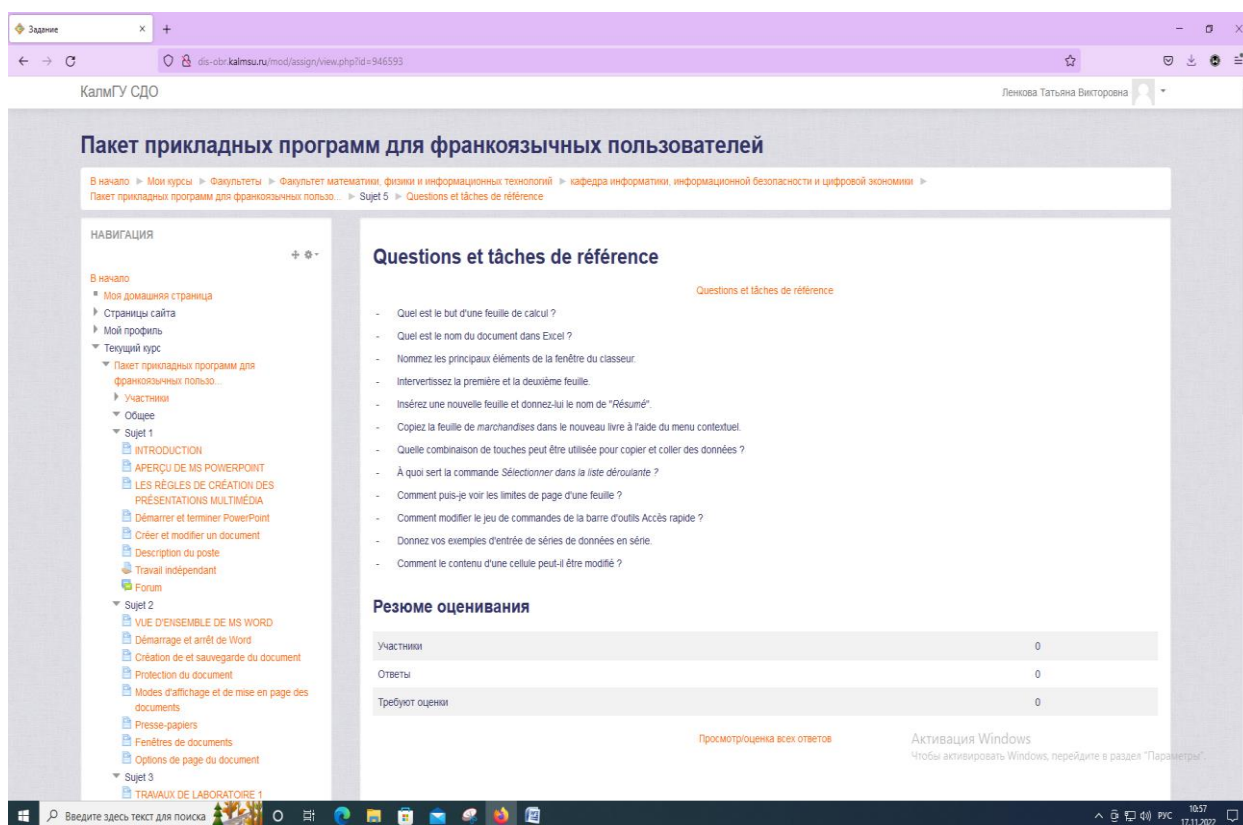 Задание
dis-obr.kalmsu.ru/mod/assign/view.php?id=946593
КалмГУ СДО
Ленкова Татьяна Викторовна
Пакет прикладных программ для франкоязычных пользователей
В начало ► Мои курсы ► Факультеты ► Факультет математики, физики и информационных технологий ► кафедра информатики, информационной безопасности и цифровой экономики ►
Пакет прикладных программ для франкоязычных пользо... ► Sujet 5 ► Questions et tâches de référence
НАВИГАЦИЯ
В начало
Моя домашняя страница
Страницы сайта
Мой профиль
Текущий курс
Пакет прикладных программ для
франкоязычных пользо...
Участники
Общее
Sujet 1
INTRODUCTION
APERÇU DE MS POWERPOINT
LES RÈGLES DE CRÉATION DES
PRÉSENTATIONS MULTIMÉDIA
Démarrer et terminer PowerPoint
Créer et modifier un document
Description du poste
Travail indépendant
Forum
Sujet 2
VUE D'ENSEMBLE DE MS WORD
Démarrage et arrêt de Word
Création de et sauvegarde du document
Protection du document
Modes d'affichage et de mise en page des
documents
Presse-papiers
Fenêtres de documents
Options de page du document
Sujet 3
TRAVAUX DE LABORATOIRE 1
Questions et tâches de référence
Questions et tâches de référence
- Quel est le but d'une feuille de calcul ?
- Quel est le nom du document dans Excel ?
- Nommez les principaux éléments de la fenêtre du classeur.
- Intervertissez la première et la deuxième feuille.
- Insérez une nouvelle feuille et donnez-lui le nom de "Résumé".
- Copiez la feuille de marchandises dans le nouveau livre à l'aide du menu contextuel.
- Quelle combinaison de touches peut être utilisée pour copier et coller des données ?
- À quoi sert la commande Sélectionner dans la liste déroulante ?
- Comment puis-je voir les limites de page d'une feuille ?
- Comment modifier le jeu de commandes de la barre d'outils Accès rapide ?
- Donnez vos exemples d'entrée de séries de données en série.
- Comment le contenu d'une cellule peut-il être modifié ?
Резюме оценивания
Участники 0
Ответы 0
Требуют оценки 0
Просмотр/оценка всех ответов
Активация Windows
Чтобы активировать Windows, перейдите в раздел "Параметры".
Введите здесь текст для поиска
РУС
10:57
17.11.2022